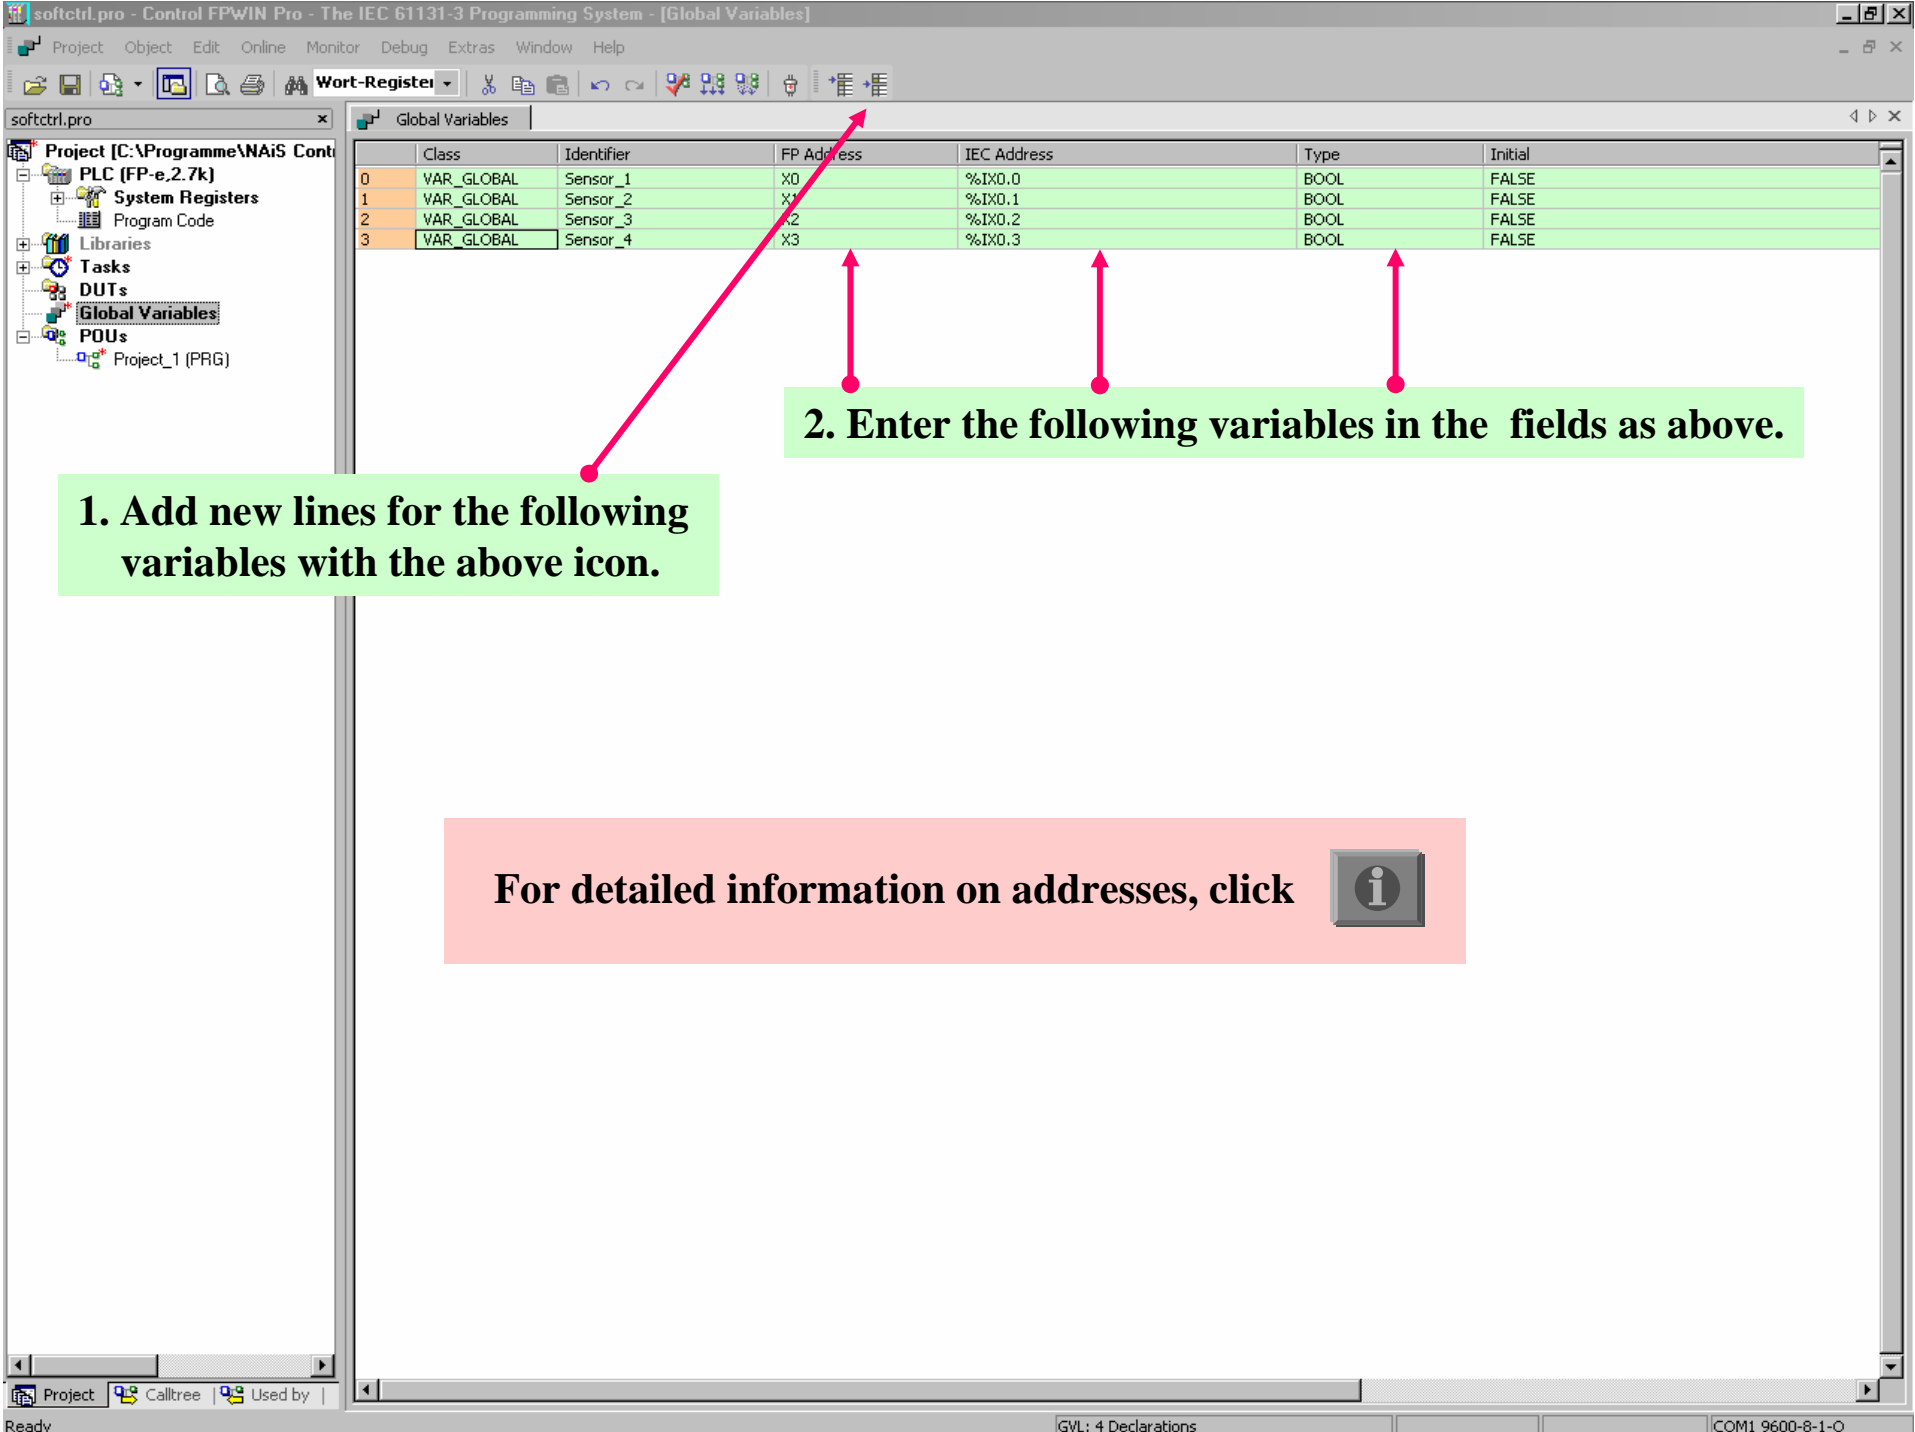 softctrl.pro - Control FPWIN Pro - The IEC 61131-3 Programming System - [Global Variables]
Project Object Edit Online Monitor Debug Extras Window Help
Wort-Register
softctrl.pro
Global Variables
Project [C:\Programme\NAiS Conti
PLC (FP-e,2.7k)
System Registers
Program Code
Libraries
Tasks
DUTs
Global Variables
POUs
Project_1 (PRG)
Class Identifier FP Address IEC Address Type Initial
0 VAR_GLOBAL Sensor_1 X0 %IX0.0 BOOL FALSE
1 VAR_GLOBAL Sensor_2 X1 %IX0.1 BOOL FALSE
2 VAR_GLOBAL Sensor_3 X2 %IX0.2 BOOL FALSE
3 VAR_GLOBAL Sensor_4 X3 %IX0.3 BOOL FALSE
2. Enter the following variables in the fields as above.
1. Add new lines for the following
variables with the above icon.
For detailed information on addresses, click
Project Calltree Used by
Ready GVL: 4 Declarations COM1 9600-8-1-O